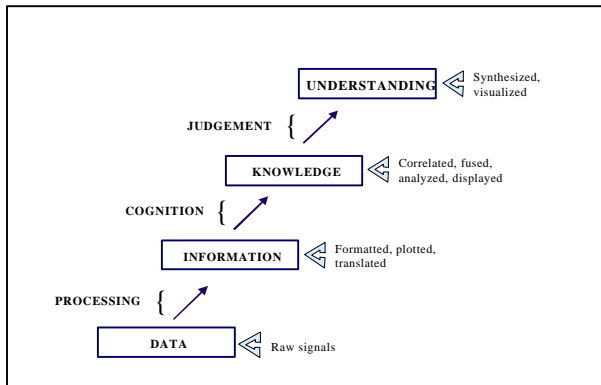 UNDERSTANDING
Synthesized,
visualized
JUDGEMENT {
KNOWLEDGE
Correlated, fused,
analyzed, displayed
COGNITION {
INFORMATION
Formatted, plotted,
translated
PROCESSING {
DATA
Raw signals